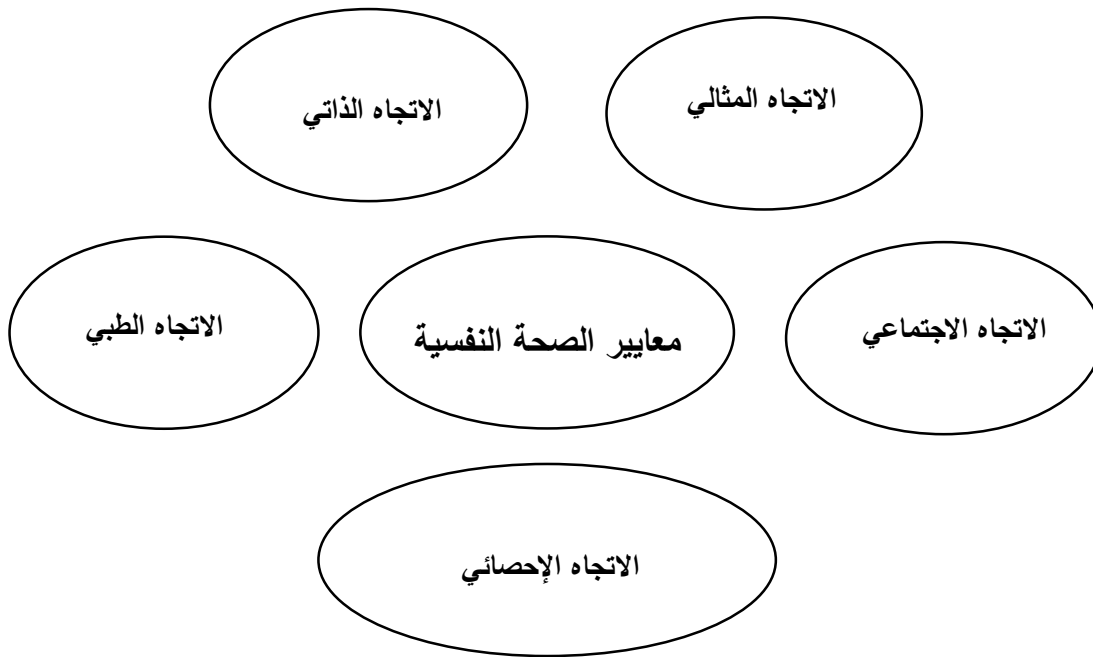 الاتجاه المثالي
الاتجاه الذاتي
الاتجاه الاجتماعي
معايير الصحة النفسية
الاتجاه الطبي
الاتجاه الإحصائي